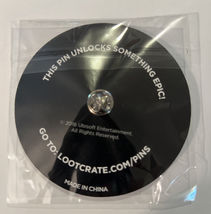 THIS PIN UNLOCKS SOMETHING EPIC!
© 2016 Ubisoft Entertainment.
All Rights Reserved.
GO TO: LOOTCRATE.COM/PINS
MADE IN CHINA